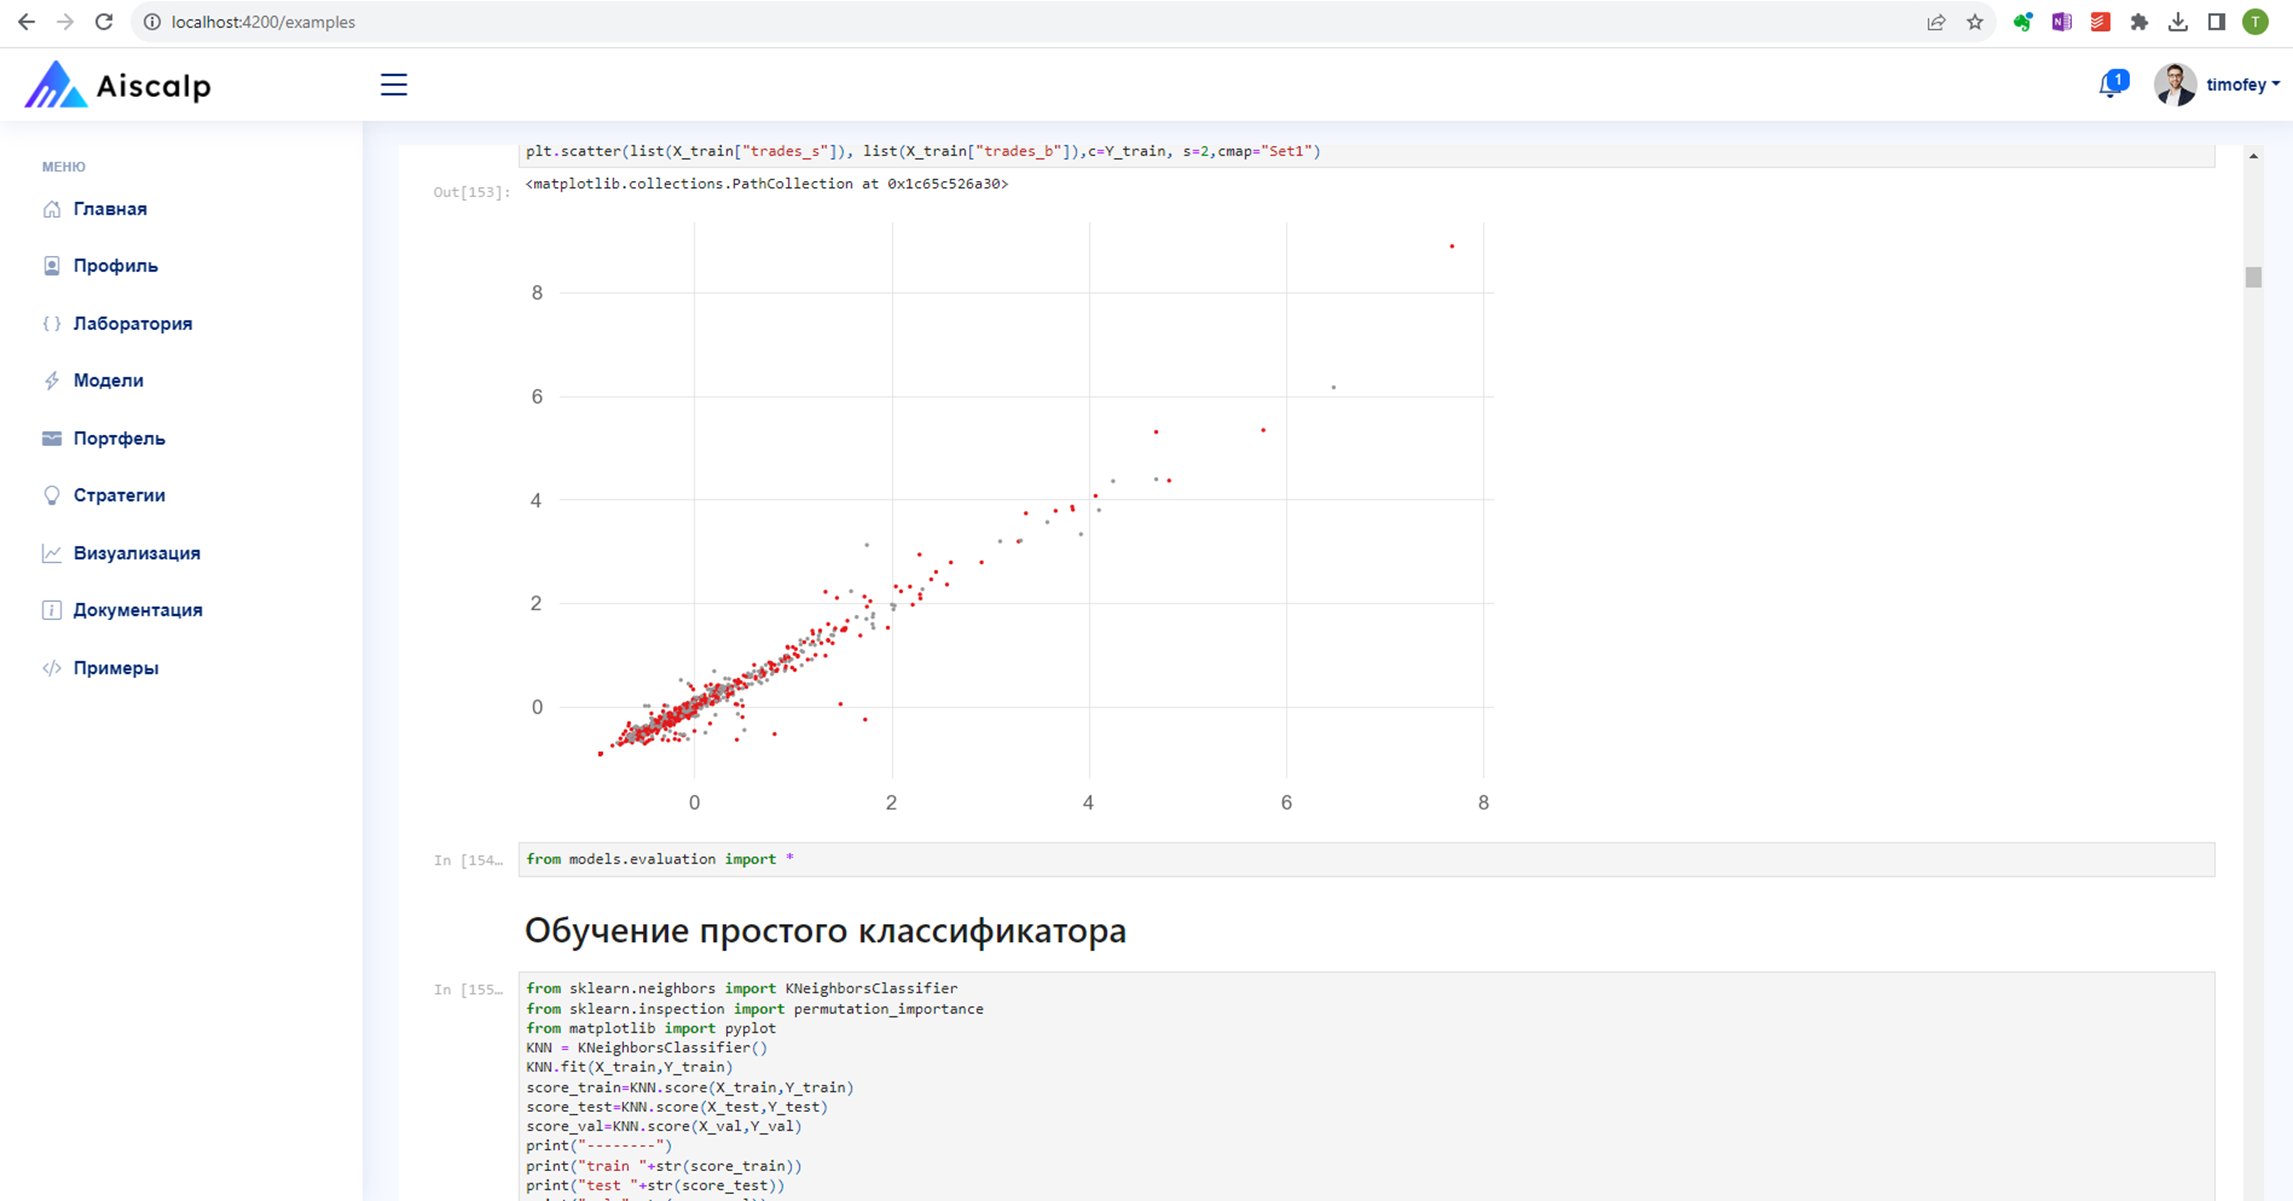 localhost:4200/examples
T
Aiscalp
1
timofey
МЕНЮ
Главная
Профиль
Лаборатория
Модели
Портфель
Стратегии
Визуализация
Документация
Примеры
plt.scatter(list(X_train["trades_s"]), list(X_train["trades_b"]),c=Y_train, s=2,cmap="Set1")
Out[153]:
<matplotlib.collections.PathCollection at 0x1c65c526a30>
8
6
4
2
0
0 2 4 6 8
In [154…
from models.evaluation import *
Обучение простого классификатора
In [155…
from sklearn.neighbors import KNeighborsClassifier
from sklearn.inspection import permutation_importance
from matplotlib import pyplot
KNN = KNeighborsClassifier()
KNN.fit(X_train,Y_train)
score_train=KNN.score(X_train,Y_train)
score_test=KNN.score(X_test,Y_test)
score_val=KNN.score(X_val,Y_val)
print("--------")
print("train "+str(score_train))
print("test "+str(score_test))